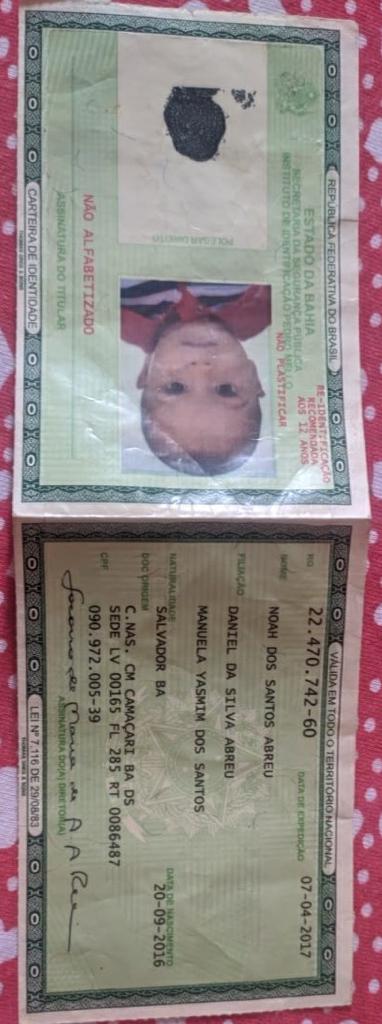 REPÚBLICA FEDERATIVA DO BRASIL
ESTADO DA BAHIA
SECRETARIA DA SEGURANÇA PÚBLICA
INSTITUTO DE IDENTIFICAÇÃO PEDRO MELLO
RE-IDENTIFICAÇÃO
RECOMENDADA
AOS 12 ANOS
NÃO PLASTIFICAR
POLEGAR DIREITO
NÃO ALFABETIZADO
ASSINATURA DO TITULAR
CARTEIRA DE IDENTIDADE
VÁLIDA EM TODO O TERRITÓRIO NACIONAL
RG 22.470.742-60 DATA DE EXPEDIÇÃO 07-04-2017
NOME NOAH DOS SANTOS ABREU
FILIAÇÃO DANIEL DA SILVA ABREU
MANUELA YASMIM DOS SANTOS
NATURALIDADE SALVADOR BA DATA DE NASCIMENTO 20-09-2016
DOC ORIGEM C.NAS. CM CAMAÇARI BA DS
SEDE LV 00165 FL 285 RT 0086487
CPF 090.972.005-39
ASSINATURA DO(A) DIRETOR(A)
LEI Nº 7.116 DE 29/08/83